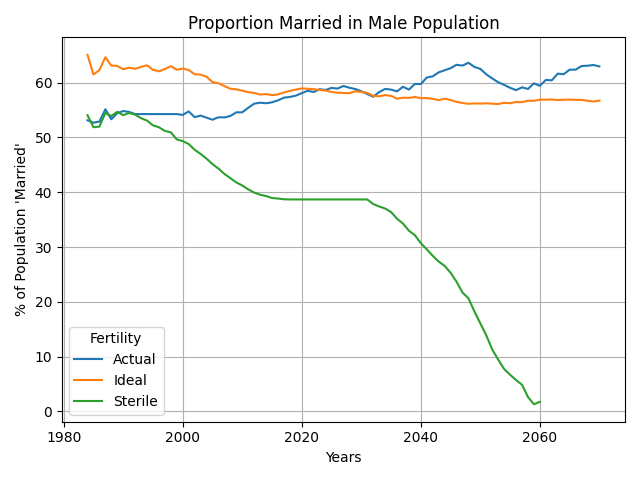 Proportion Married in Male Population
% of Population 'Married'
60
50
40
30
20
10
0
Fertility
Actual
Ideal
Sterile
1980
2000
2020
2040
2060
Years